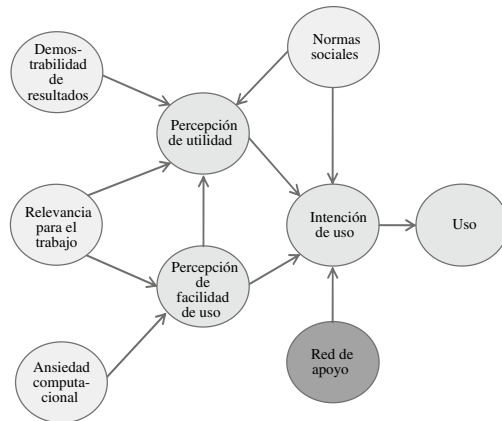 Demos-
trabilidad
de
resultados
Normas
sociales
Percepción
de utilidad
Relevancia
para el
trabajo
Intención
de uso
Uso
Percepción
de
facilidad
de uso
Red de
apoyo
Ansiedad
computa-
cional